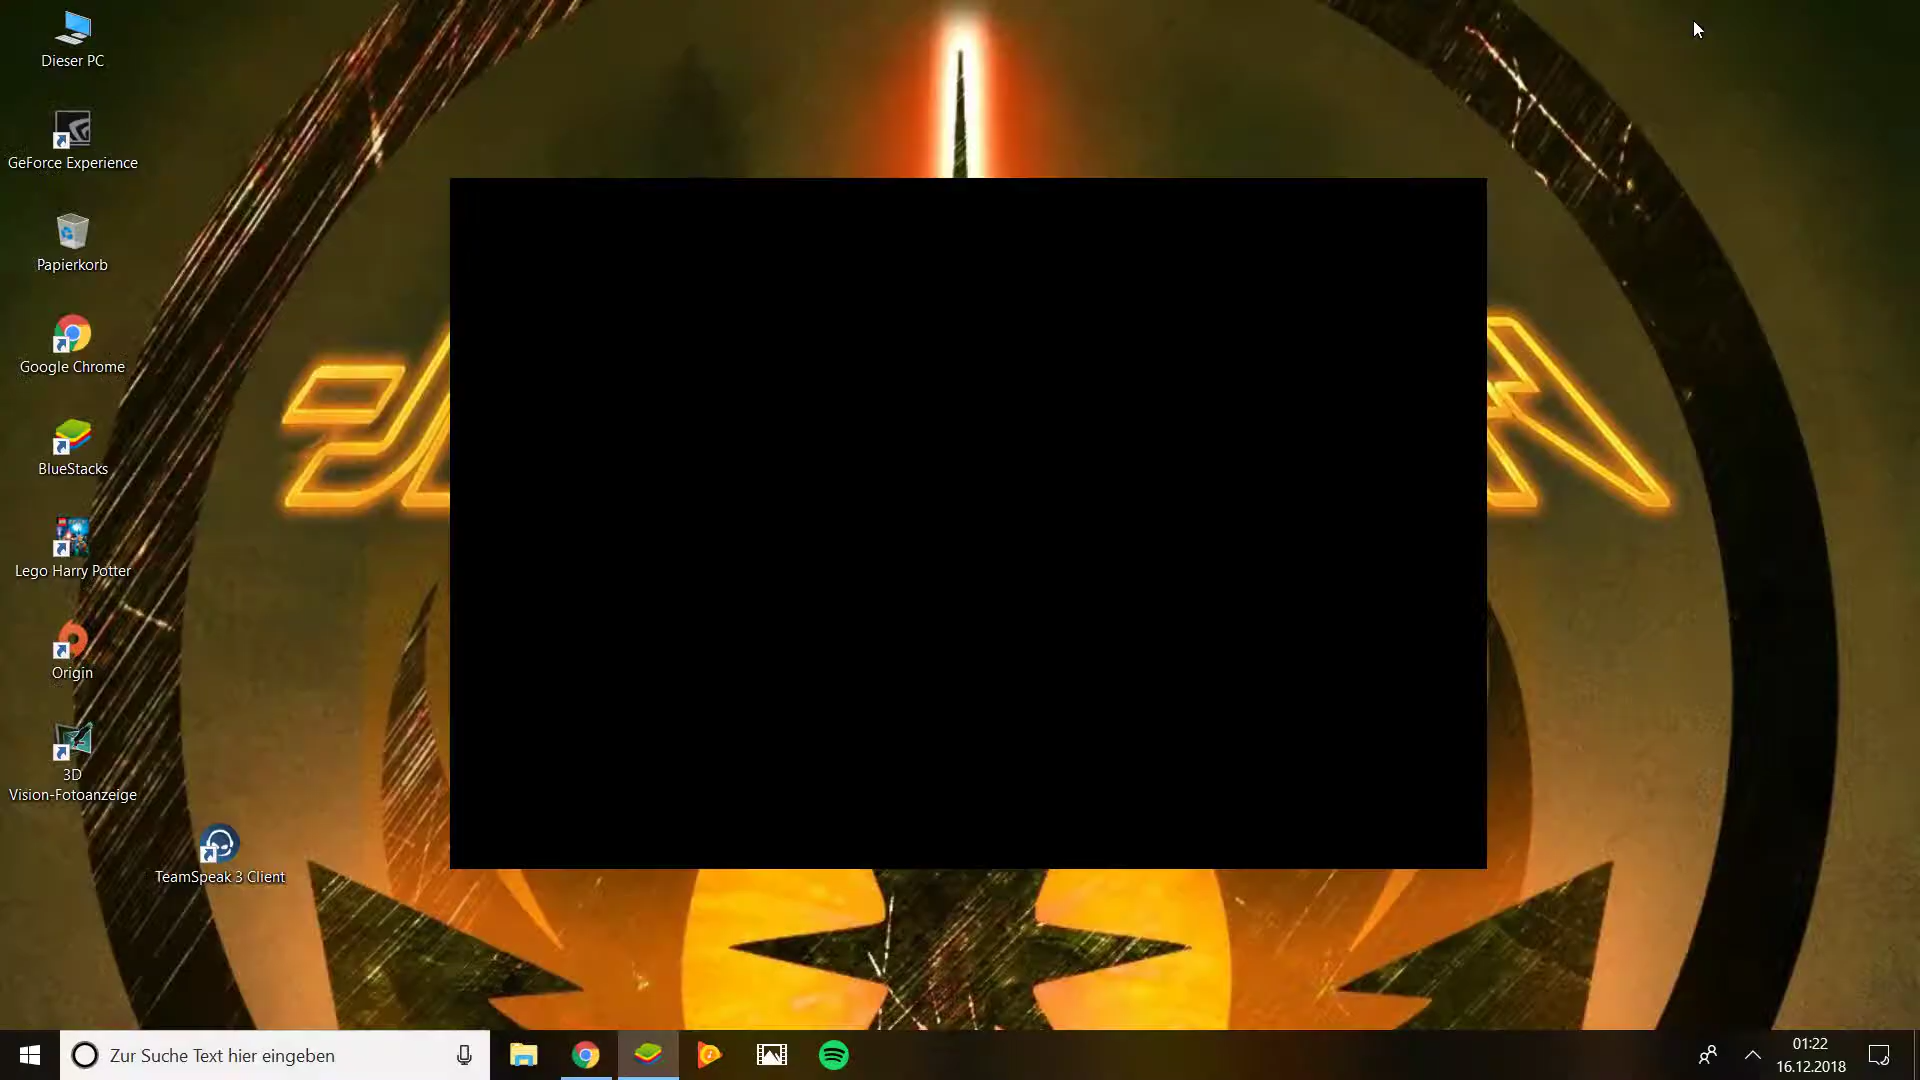 Dieser PC
GeForce Experience
Papierkorb
Google Chrome
BlueStacks
Lego Harry Potter
Origin
3D
Vision-Fotoanzeige
TeamSpeak 3 Client
Zur Suche Text hier eingeben
01:22
16.12.2018